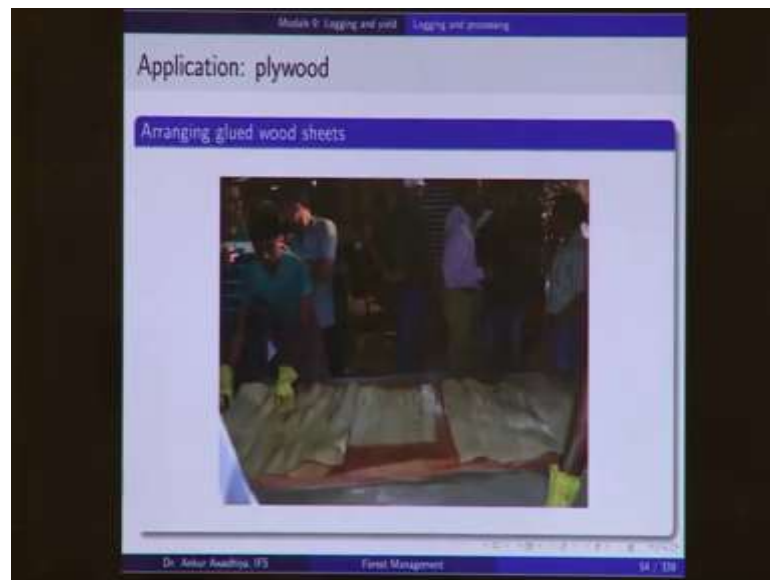 Module 9: Logging and yield Logging and processing
Application: plywood
Arranging glued wood sheets
Dr. Ankur Awadhiya, IFS Forest Management